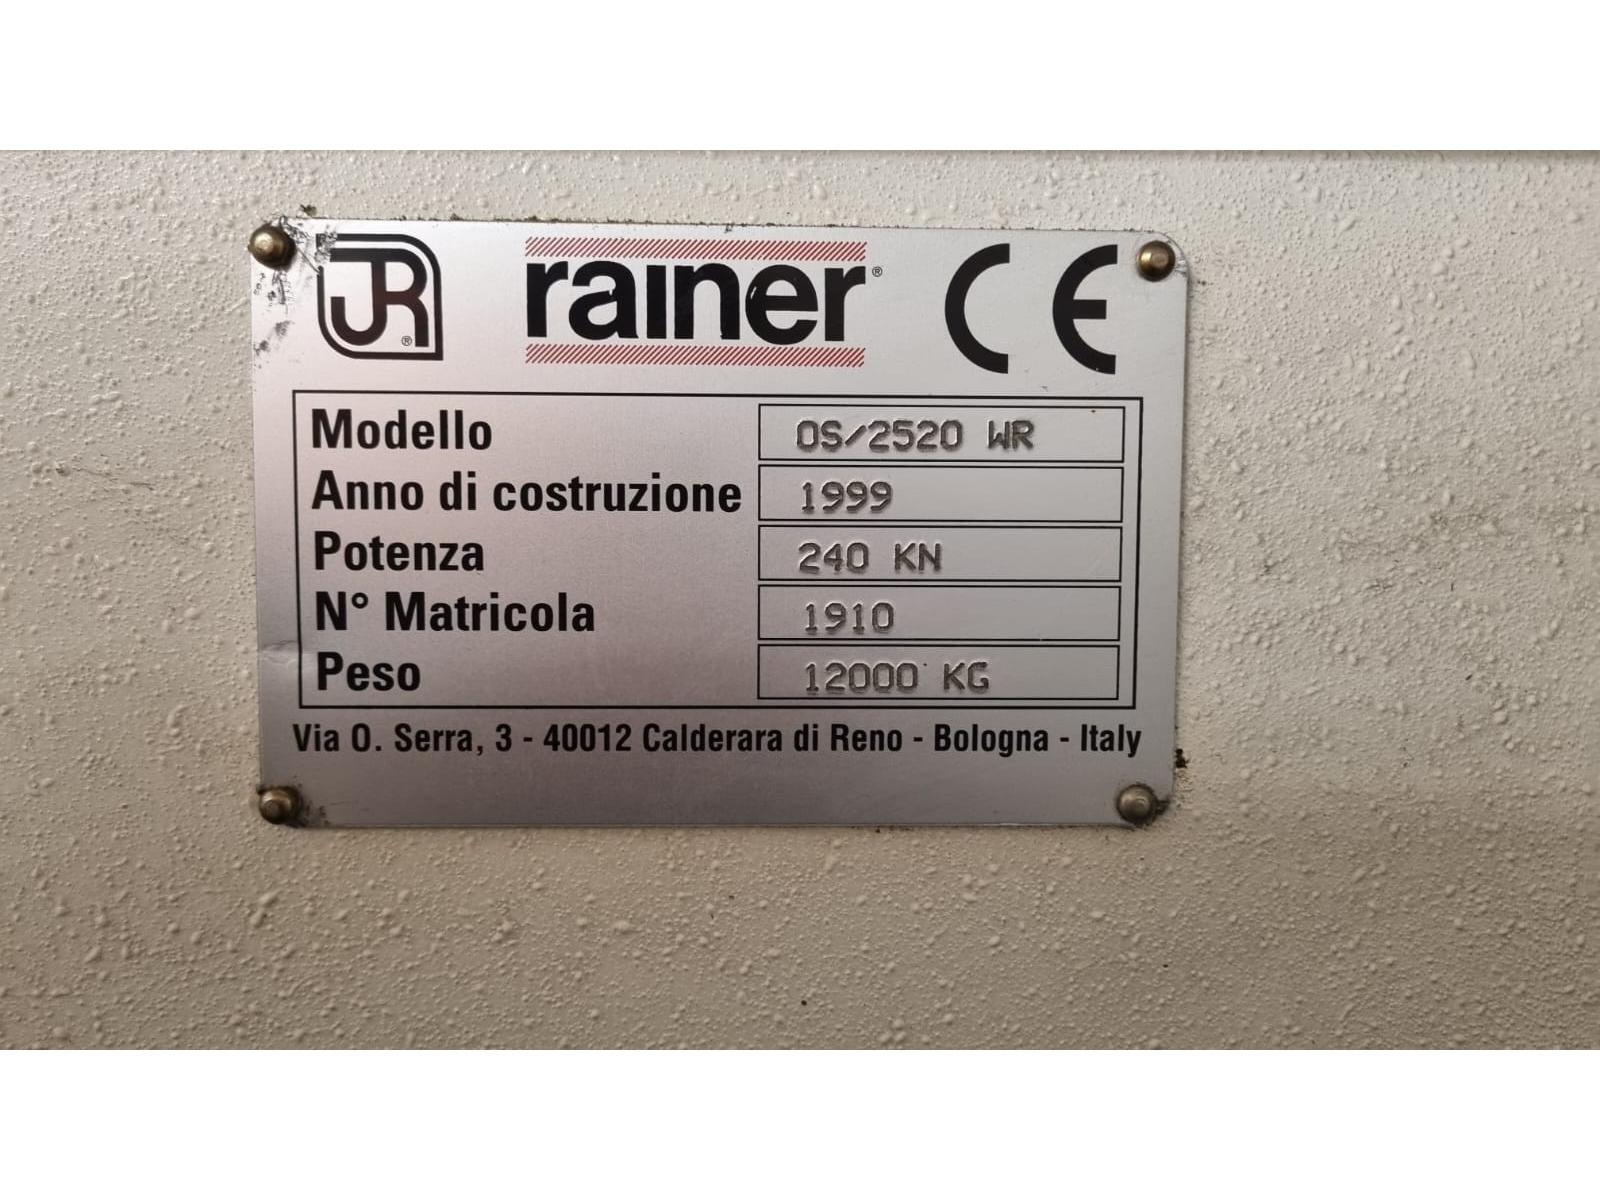 JR®
rainer® CE
Modello OS/2520 WR
Anno di costruzione 1999
Potenza 240 KN
N° Matricola 1910
Peso 12000 KG
Via O. Serra, 3 - 40012 Calderara di Reno - Bologna - Italy